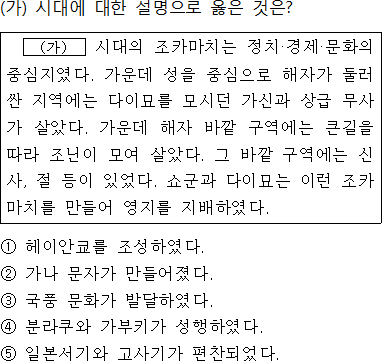 (가) 시대에 대한 설명으로 옳은 것은?
(가) 시대의 조카마치는 정치·경제·문화의
중심지였다. 가운데 성을 중심으로 해자가 둘러
싼 지역에는 다이묘를 모시던 가신과 상급 무사
가 살았다. 가운데 해자 바깥 구역에는 큰길을
따라 조닌이 모여 살았다. 그 바깥 구역에는 신
사, 절 등이 있었다. 쇼군과 다이묘는 이런 조카
마치를 만들어 영지를 지배하였다.
① 헤이안쿄를 조성하였다.
② 가나 문자가 만들어졌다.
③ 국풍 문화가 발달하였다.
④ 분라쿠와 가부키가 성행하였다.
⑤ 일본서기와 고사기가 편찬되었다.